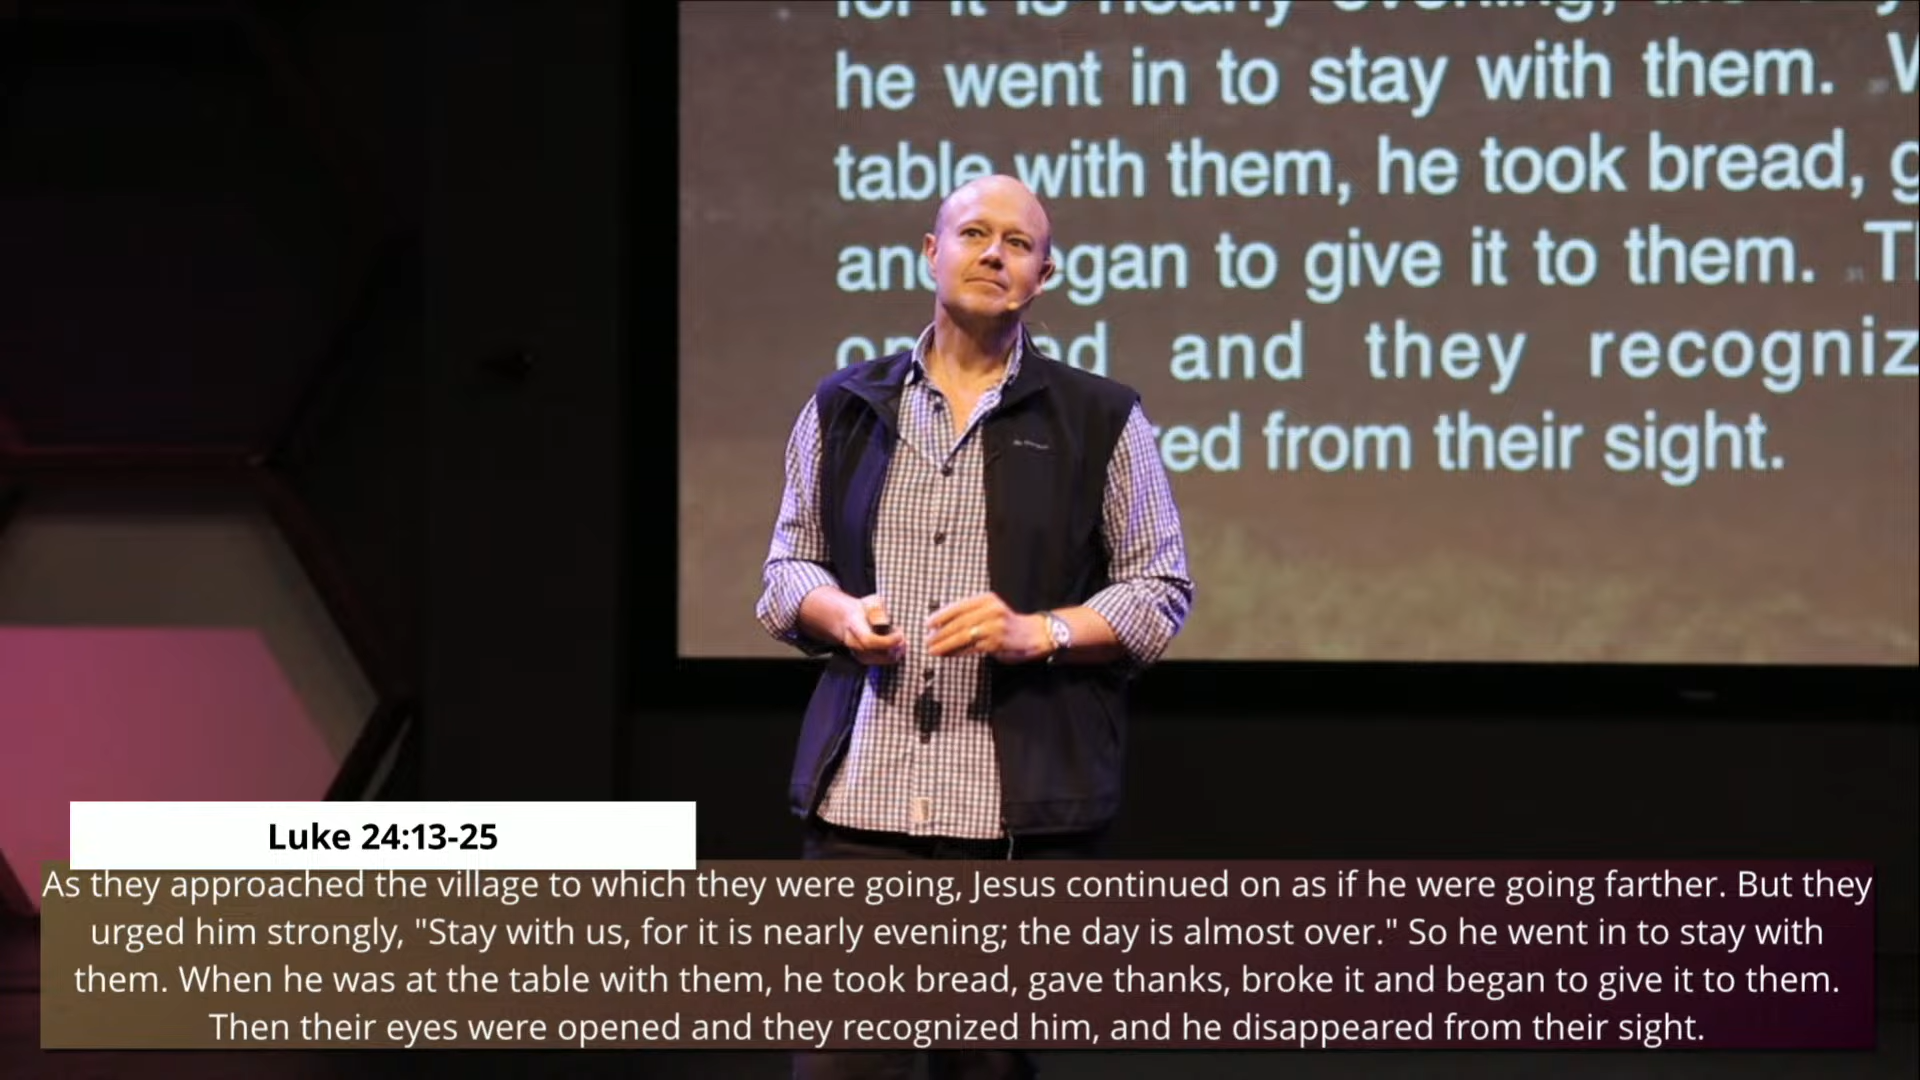 he went in to stay with them.
table with them, he took bread,
to give it to them.
and they
from their sight.
Luke 24:13-25
As they approached the village to which they were going, Jesus continued on as if he were going farther. But they
urged him strongly, "Stay with us, for it is nearly evening; the day is almost over." So he went in to stay with
them. When he was at the table with them, he took bread, gave thanks, broke it and began to give it to them.
Then their eyes were opened and they recognized him, and he disappeared from their sight.